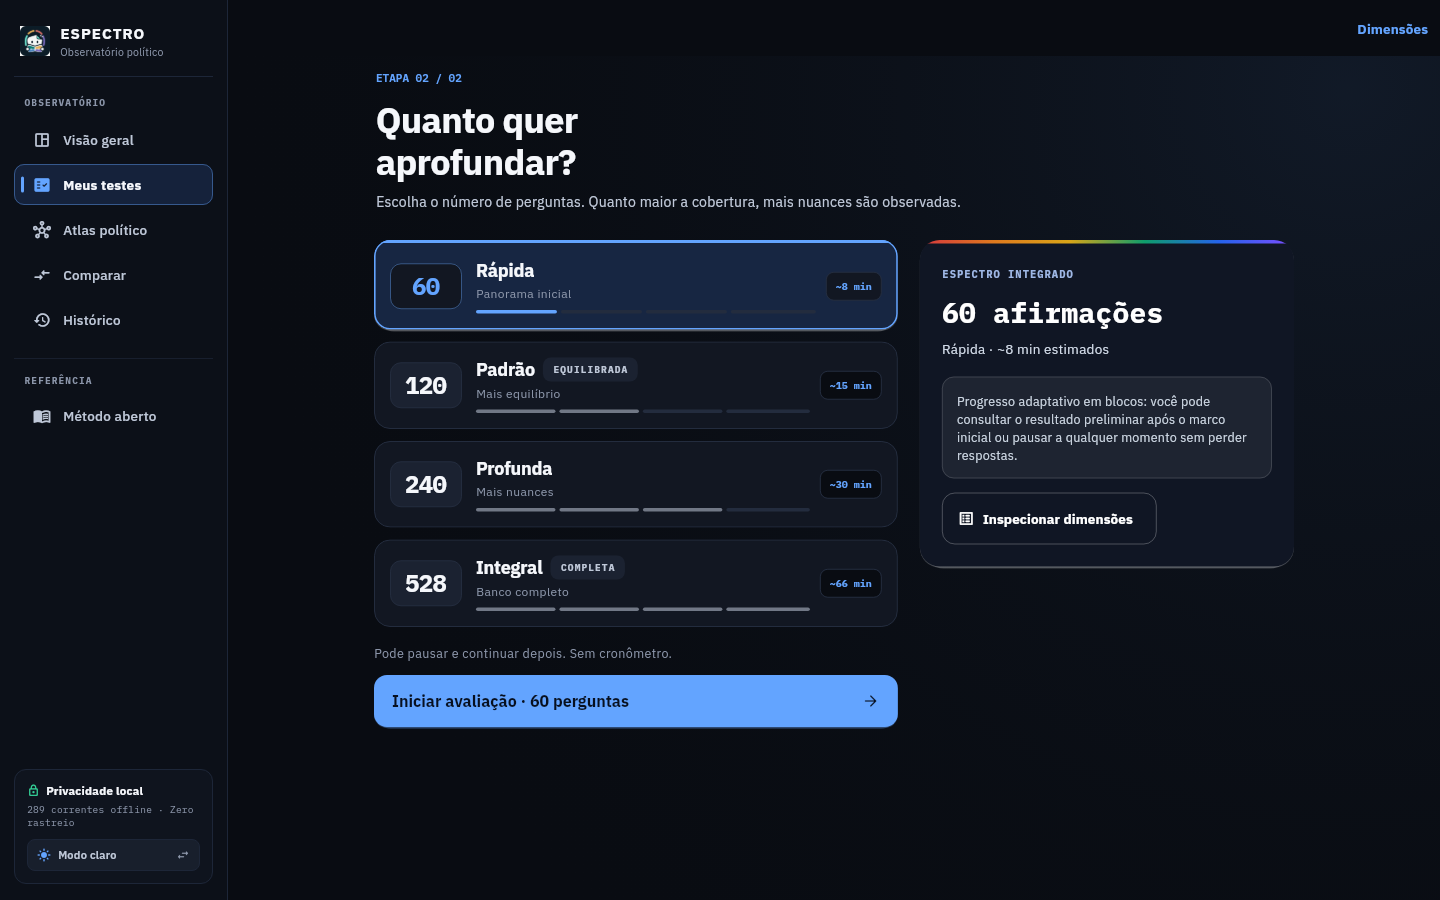 ESPECTRO
Observatório político
OBSERVATÓRIO
Visão geral
Meus testes
Atlas político
Comparar
Histórico
REFERÊNCIA
Método aberto
Privacidade local
289 correntes offline · Zero
rastreio
Modo claro
Dimensões
ETAPA 02 / 02
Quanto quer
aprofundar?
Escolha o número de perguntas. Quanto maior a cobertura, mais nuances são observadas.
60
Rápida
Panorama inicial
~8 min
120
Padrão
EQUILIBRADA
Mais equilíbrio
~15 min
240
Profunda
Mais nuances
~30 min
528
Integral
COMPLETA
Banco completo
~66 min
Pode pausar e continuar depois. Sem cronômetro.
Iniciar avaliação · 60 perguntas
ESPECTRO INTEGRADO
60 afirmações
Rápida · ~8 min estimados
Progresso adaptativo em blocos: você pode
consultar o resultado preliminar após o marco
inicial ou pausar a qualquer momento sem perder
respostas.
Inspecionar dimensões